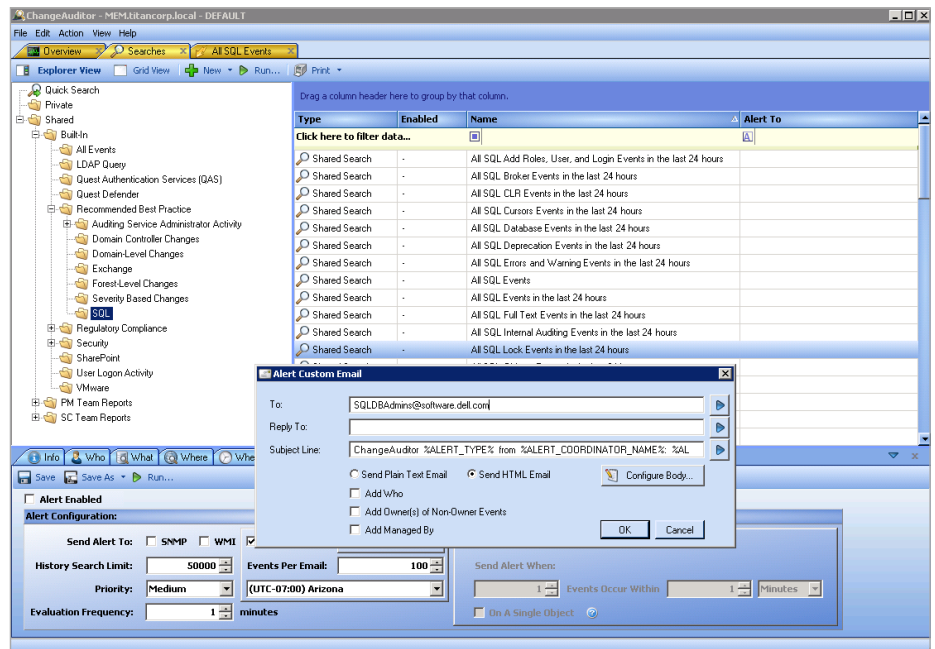 ChangeAuditor - MEM.titancorp.local - DEFAULT
File Edit Action View Help
Overview Searches All SQL Events
Explorer View Grid View New Run... Print
Quick Search
Private
Shared
Built-In
All Events
LDAP Query
Quest Authentication Services (QAS)
Quest Defender
Recommended Best Practice
Auditing Service Administrator Activity
Domain Controller Changes
Domain-Level Changes
Exchange
Forest-Level Changes
Severity Based Changes
SQL
Regulatory Compliance
Security
SharePoint
User Logon Activity
VMware
PM Team Reports
SC Team Reports
Drag a column header here to group by that column.
Type Enabled Name Alert To
Click here to filter data...
Shared Search - All SQL Add Roles, User, and Login Events in the last 24 hours
Shared Search - All SQL Broker Events in the last 24 hours
Shared Search - All SQL CLR Events in the last 24 hours
Shared Search - All SQL Cursors Events in the last 24 hours
Shared Search - All SQL Database Events in the last 24 hours
Shared Search - All SQL Deprecation Events in the last 24 hours
Shared Search - All SQL Errors and Warning Events in the last 24 hours
Shared Search - All SQL Events
Shared Search - All SQL Events in the last 24 hours
Shared Search - All SQL Full Text Events in the last 24 hours
Shared Search - All SQL Internal Auditing Events in the last 24 hours
Shared Search - All SQL Lock Events in the last 24 hours
Alert Custom Email
To: SQLDBAdmins@software.dell.com
Reply To:
Subject Line: ChangeAuditor %ALERT_TYPE% from %ALERT_COORDINATOR_NAME%: %AL
Send Plain Text Email Send HTML Email Configure Body...
Add Who
Add Owner(s) of Non-Owner Events
Add Managed By
OK Cancel
Info Who What Where Whe
Save Save As Run...
Alert Enabled
Alert Configuration:
Send Alert To: SNMP WMI
History Search Limit: 50000 Events Per Email: 100
Priority: Medium (UTC-07:00) Arizona
Evaluation Frequency: 1 minutes
Send Alert When:
1 Events Occur Within 1 Minutes
On A Single Object